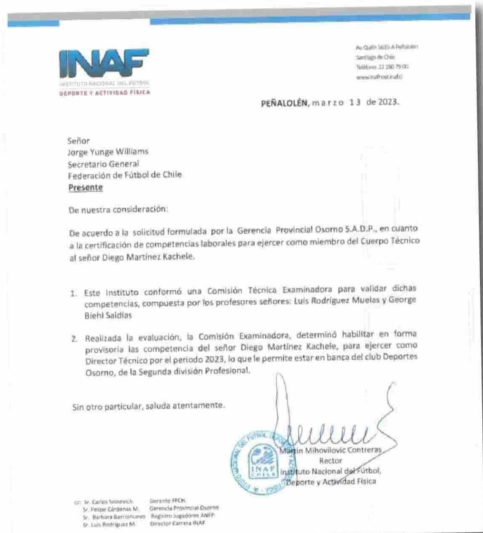 INAF
INSTITUTO NACIONAL DEL FÚTBOL
DEPORTE Y ACTIVIDAD FÍSICA
Santiago de Chile
PEÑALOLÉN, marzo 13 de 2023.
Señor
Jorge Yunge Williams
Secretario General
Federación de Fútbol de Chile
Presente
De nuestra consideración:
De acuerdo a la solicitud formulada por la Gerencia Provincial Osorno S.A.D.P., en cuanto
a la certificación de competencias laborales para ejercer como miembro del Cuerpo Técnico
al señor Diego Martínez Kachele.
1. Este Instituto conformó una Comisión Técnica Examinadora para validar dichas
competencias, compuesta por los profesores señores: Luis Rodríguez Muelas y George
Biehl Saldías
2. Realizada la evaluación, la Comisión Examinadora, determinó habilitar en forma
provisoria las competencia del señor Diego Martínez Kachele, para ejercer como
Director Técnico por el periodo 2023, lo que le permite estar en banca del club Deportes
Osorno, de la Segunda división Profesional.
Sin otro particular, saluda atentamente.
INAF
CHILE
Martín Mihovilovic Contreras
Rector
Instituto Nacional del Fútbol,
Deporte y Actividad Física
Sr. Carlos Gerente
Sr. Felipe Cárdenas M. Gerencia Provincial Osorno
Sr. Bárbara Registro Jugadores ANFP
Sr. Luis Rodríguez M. Director Carrera INAF